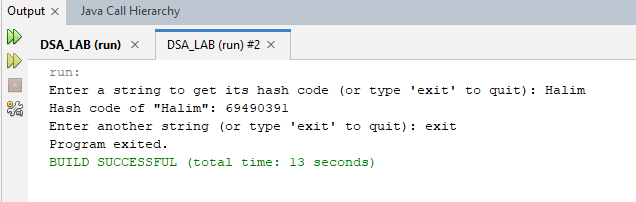 Output × Java Call Hierarchy
DSA_LAB (run) × DSA_LAB (run) #2 ×
run:
Enter a string to get its hash code (or type 'exit' to quit): Halim
Hash code of "Halim": 69490391
Enter another string (or type 'exit' to quit): exit
Program exited.
BUILD SUCCESSFUL (total time: 13 seconds)